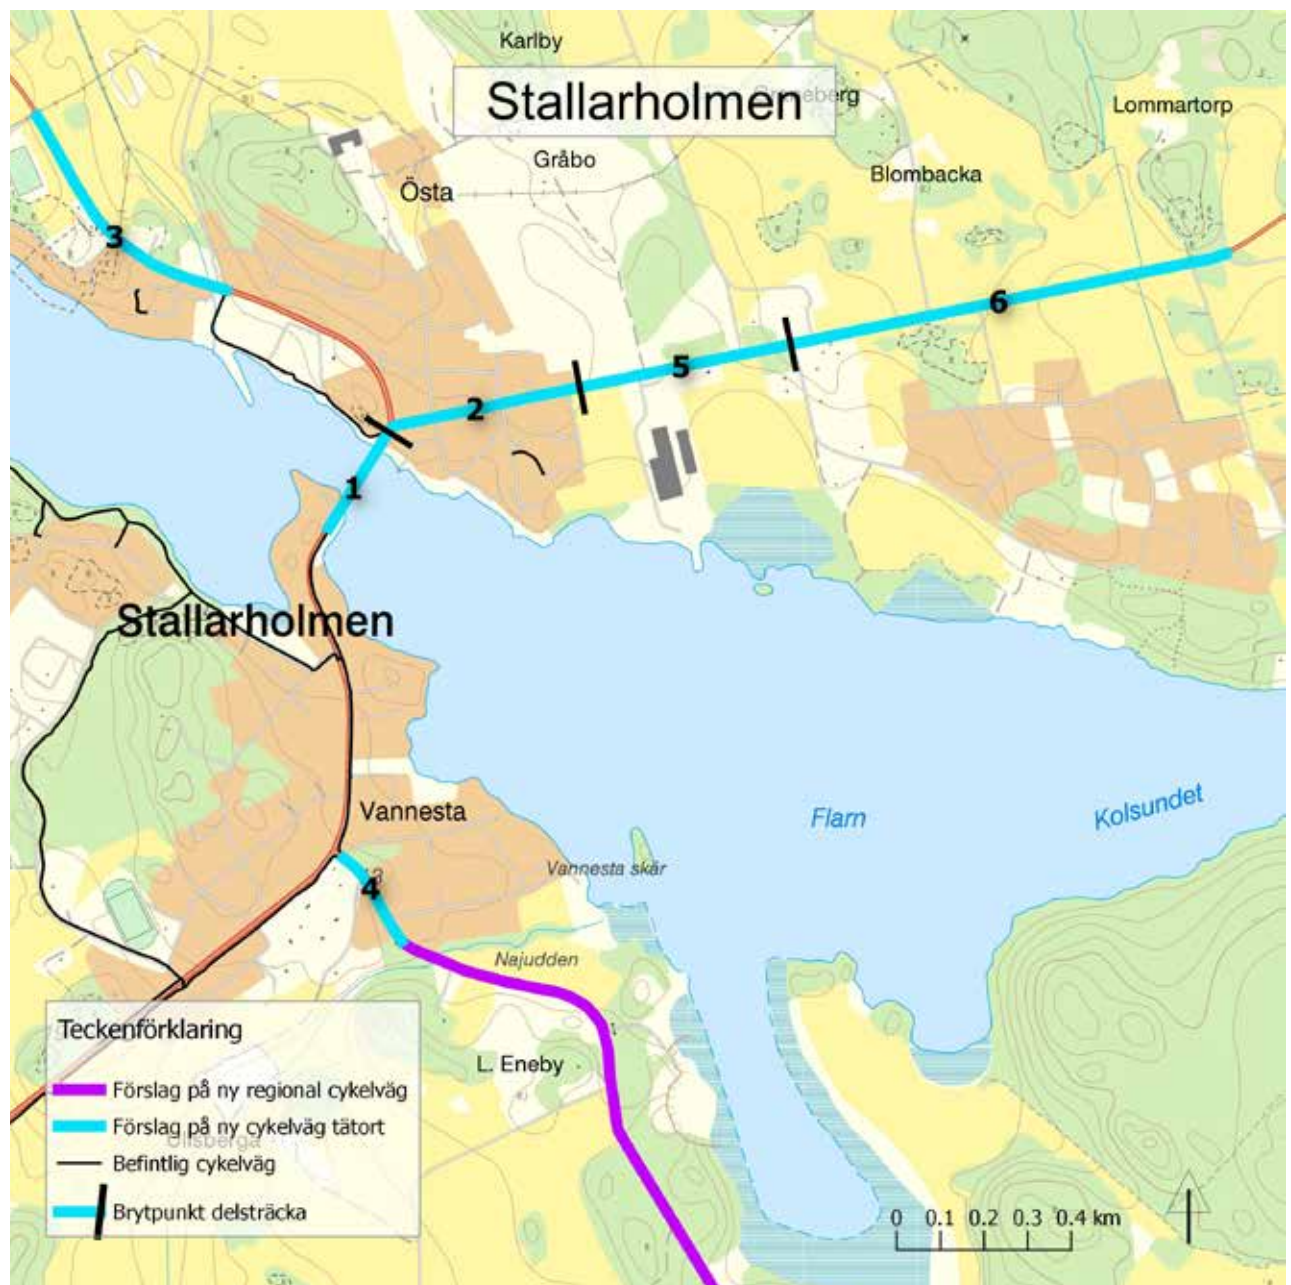 Karlby
Stallarholmen
Lommartorp
Gråbo
Blombacka
Östa
3
6
5
2
1
Stallarholmen
Vannesta
Flarn
Kolsundet
Vannesta skär
4
Najudden
Teckenförklaring
L. Eneby
Förslag på ny regional cykelväg
Förslag på ny cykelväg tätort
Befintlig cykelväg
Brytpunkt delsträcka
0 0.1 0.2 0.3 0.4 km